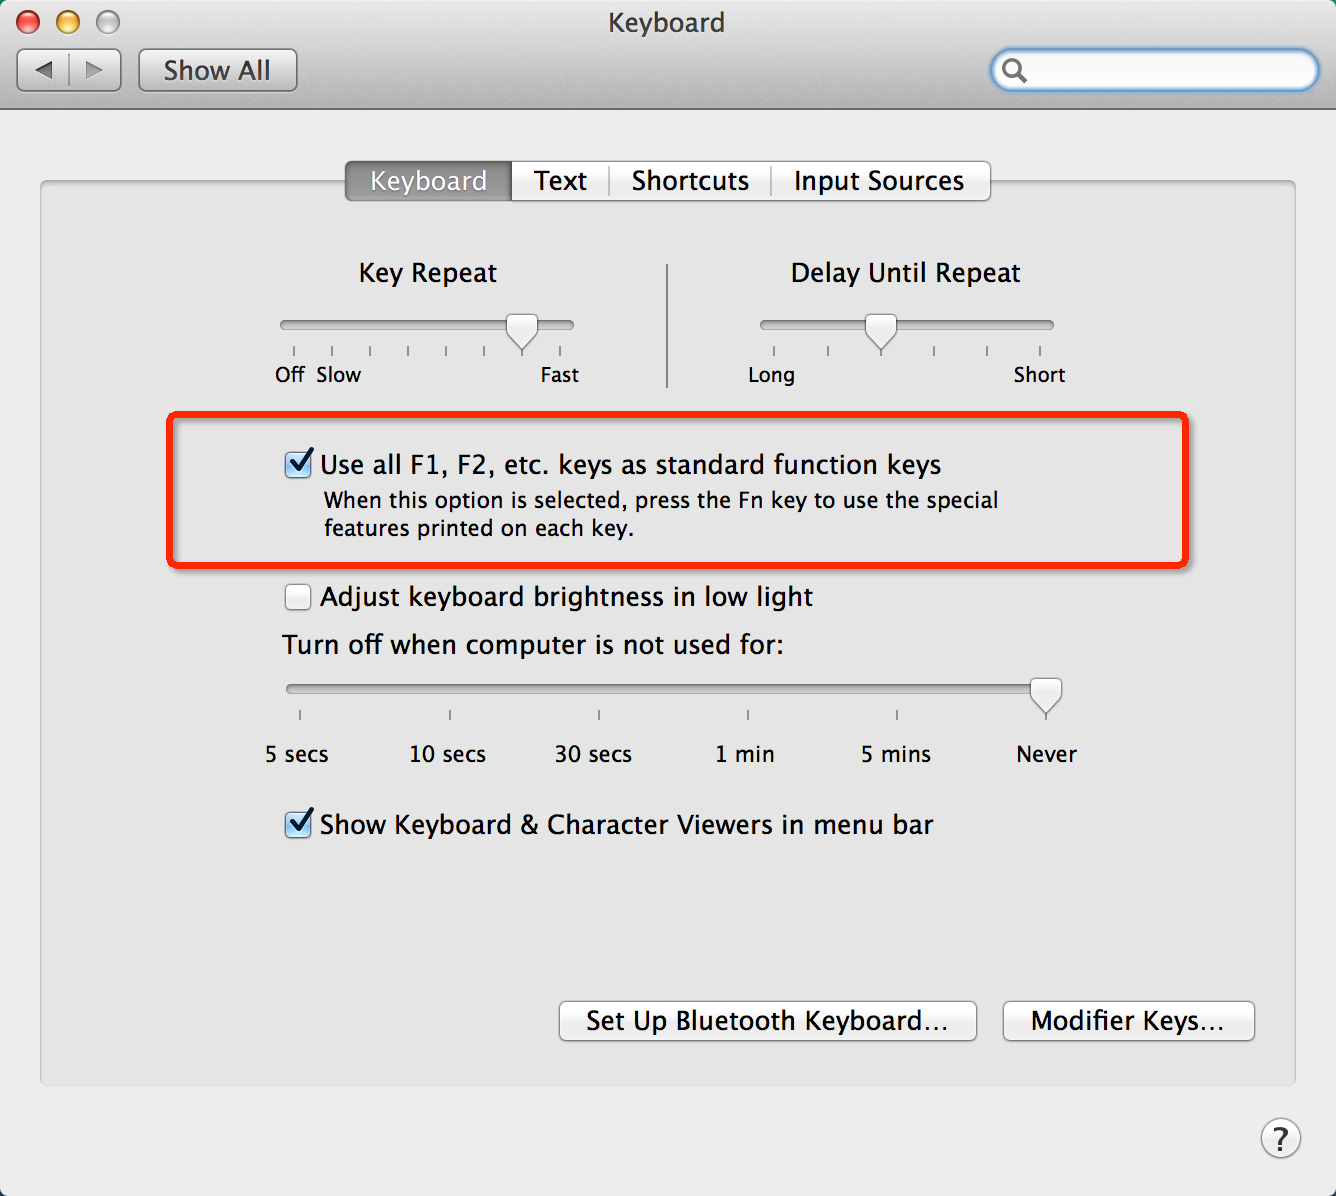 Keyboard
Show All
Keyboard Text Shortcuts Input Sources
Key Repeat
Delay Until Repeat
Off Slow Fast
Long Short
Use all F1, F2, etc. keys as standard function keys
When this option is selected, press the Fn key to use the special
features printed on each key.
Adjust keyboard brightness in low light
Turn off when computer is not used for:
5 secs 10 secs 30 secs 1 min 5 mins Never
Show Keyboard & Character Viewers in menu bar
Set Up Bluetooth Keyboard... Modifier Keys...
?